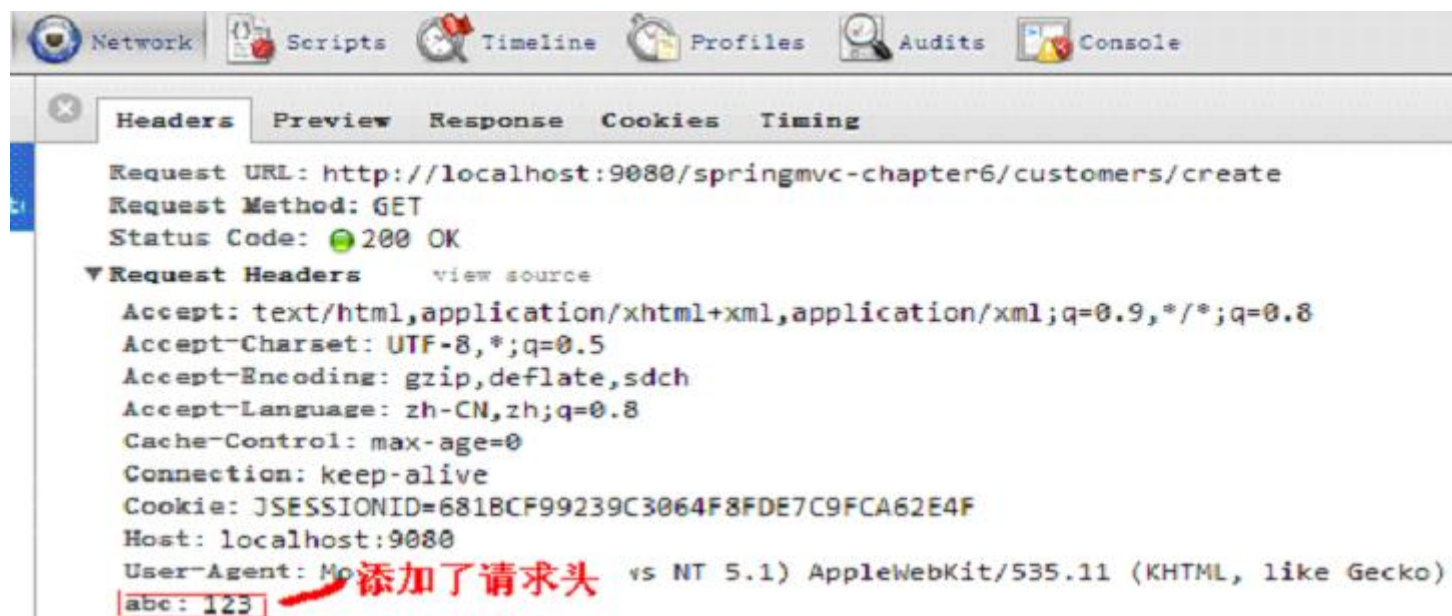 Network Scripts Timeline Profiles Audits Console
Headers Preview Response Cookies Timing
Request URL: http://localhost:9080/springmvc-chapter6/customers/create
Request Method: GET
Status Code: 200 OK
Request Headers view source
Accept: text/html,application/xhtml+xml,application/xml;q=0.9,*/*;q=0.8
Accept-Charset: UTF-8,*;q=0.5
Accept-Encoding: gzip,deflate,sdch
Accept-Language: zh-CN,zh;q=0.8
Cache-Control: max-age=0
Connection: keep-alive
Cookie: JSESSIONID=681BCF99239C3064F8FDE7C9FCA62E4F
Host: localhost:9080
User-Agent: Mo 添加了请求头 vs NT 5.1) AppleWebKit/535.11 (KHTML, like Gecko)
abc: 123